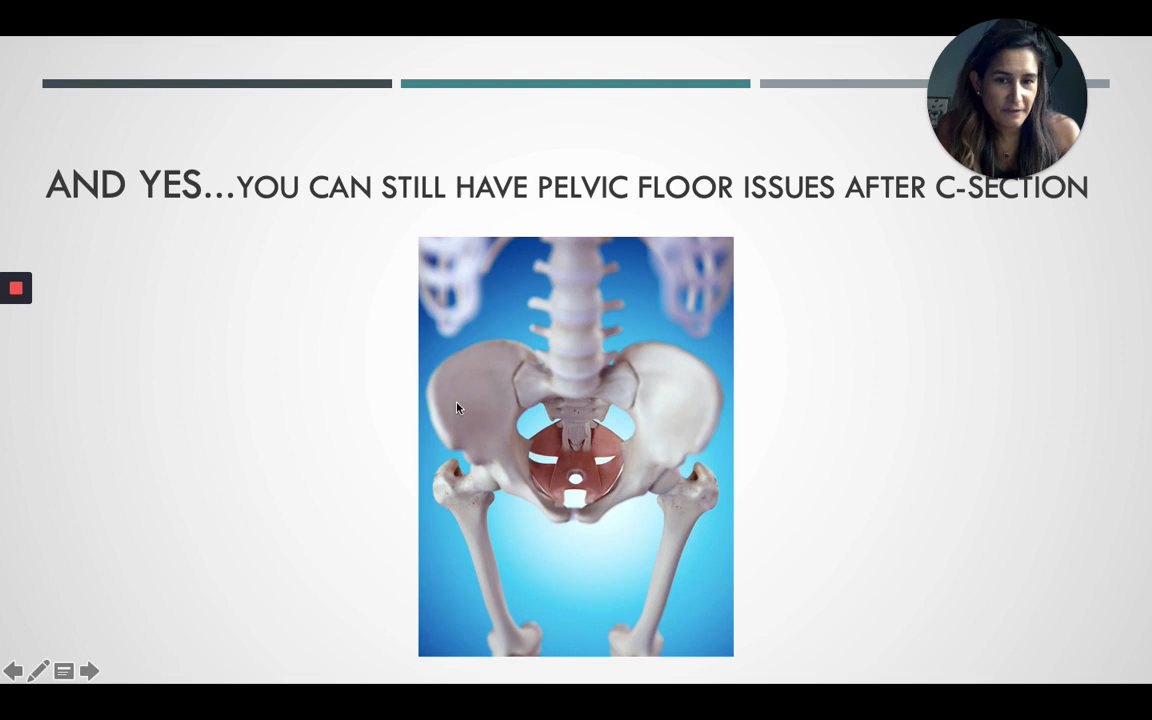 AND YES...YOU CAN STILL HAVE PELVIC FLOOR ISSUES AFTER C-SECTION